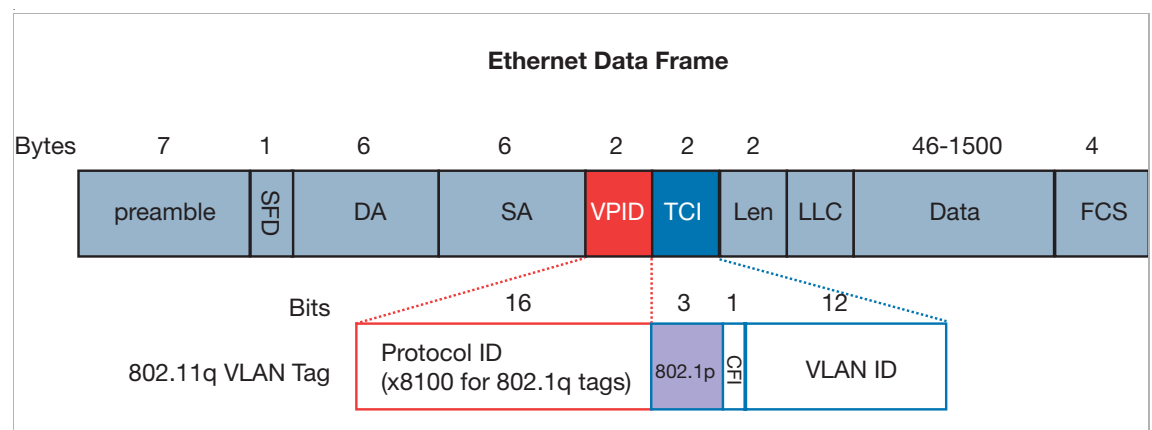 Ethernet Data Frame
Bytes 7 1 6 6 2 2 2 46-1500 4
preamble SFD DA SA VPID TCI Len LLC Data FCS
Bits 16 3 1 12
802.11q VLAN Tag
Protocol ID
(x8100 for 802.1q tags)
802.1p
CFI
VLAN ID